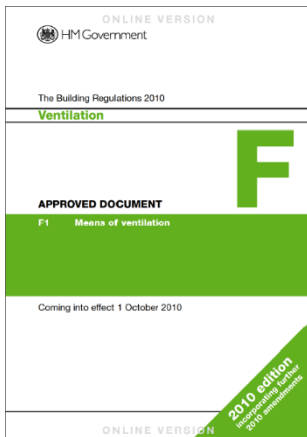 ONLINE VERSION
HM Government
The Building Regulations 2010
Ventilation
F
APPROVED DOCUMENT
F1 Means of ventilation
Coming into effect 1 October 2010
2010 edition
incorporating further
2010 amendments
ONLINE VERSION